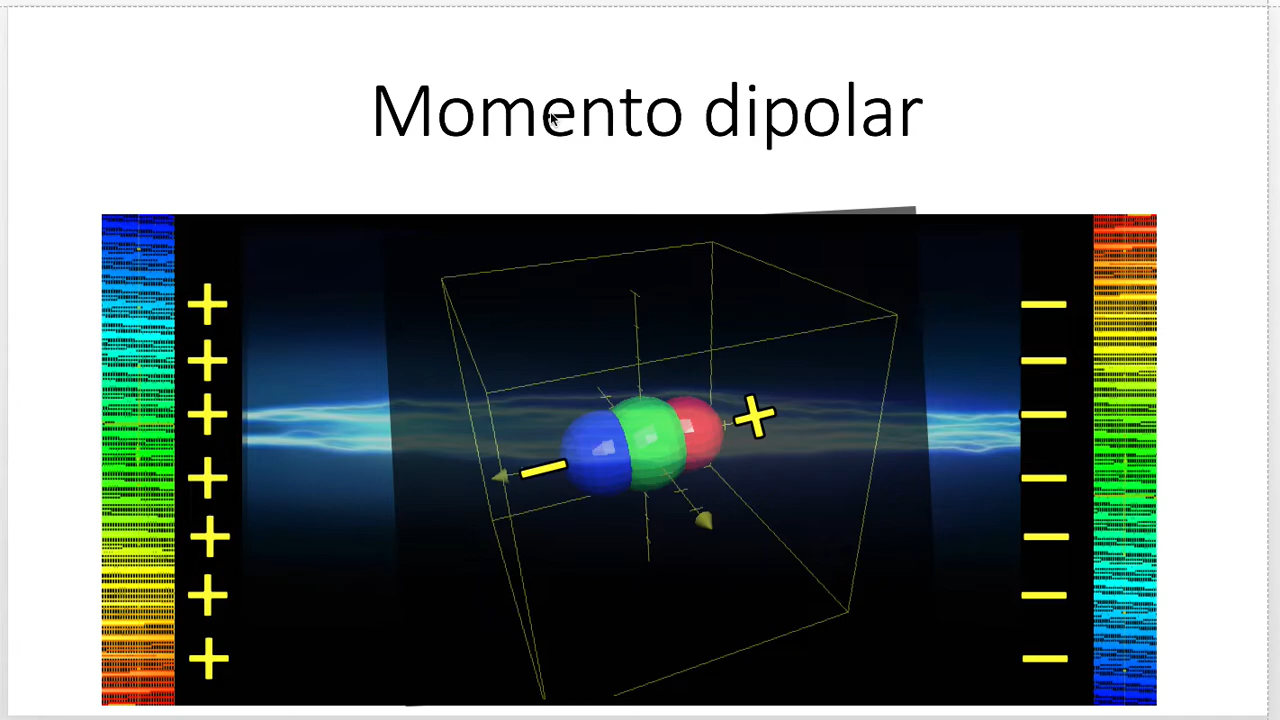 Momento dipolar
+ −
+ −
+ + −
+ − −
+ −
+ −
+ −